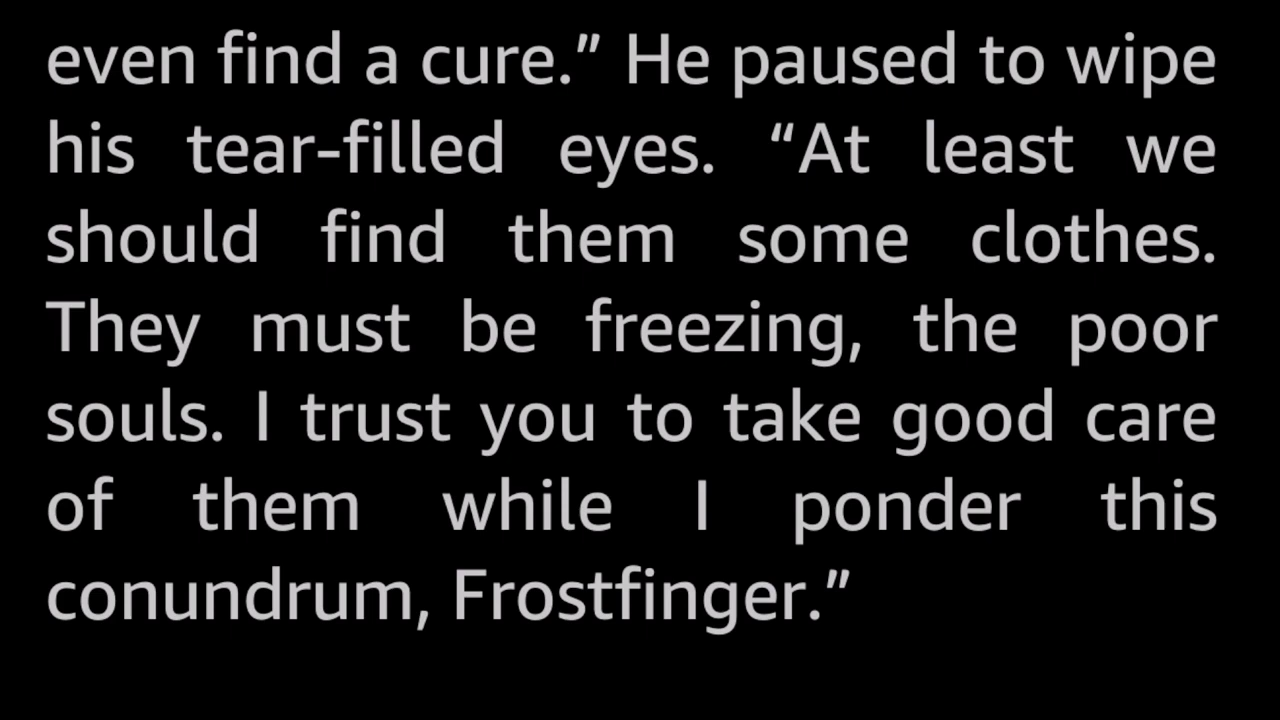 even find a cure.” He paused to wipe
his tear-filled eyes. “At least we
should find them some clothes.
They must be freezing, the poor
souls. I trust you to take good care
of them while I ponder this
conundrum, Frostfinger.”